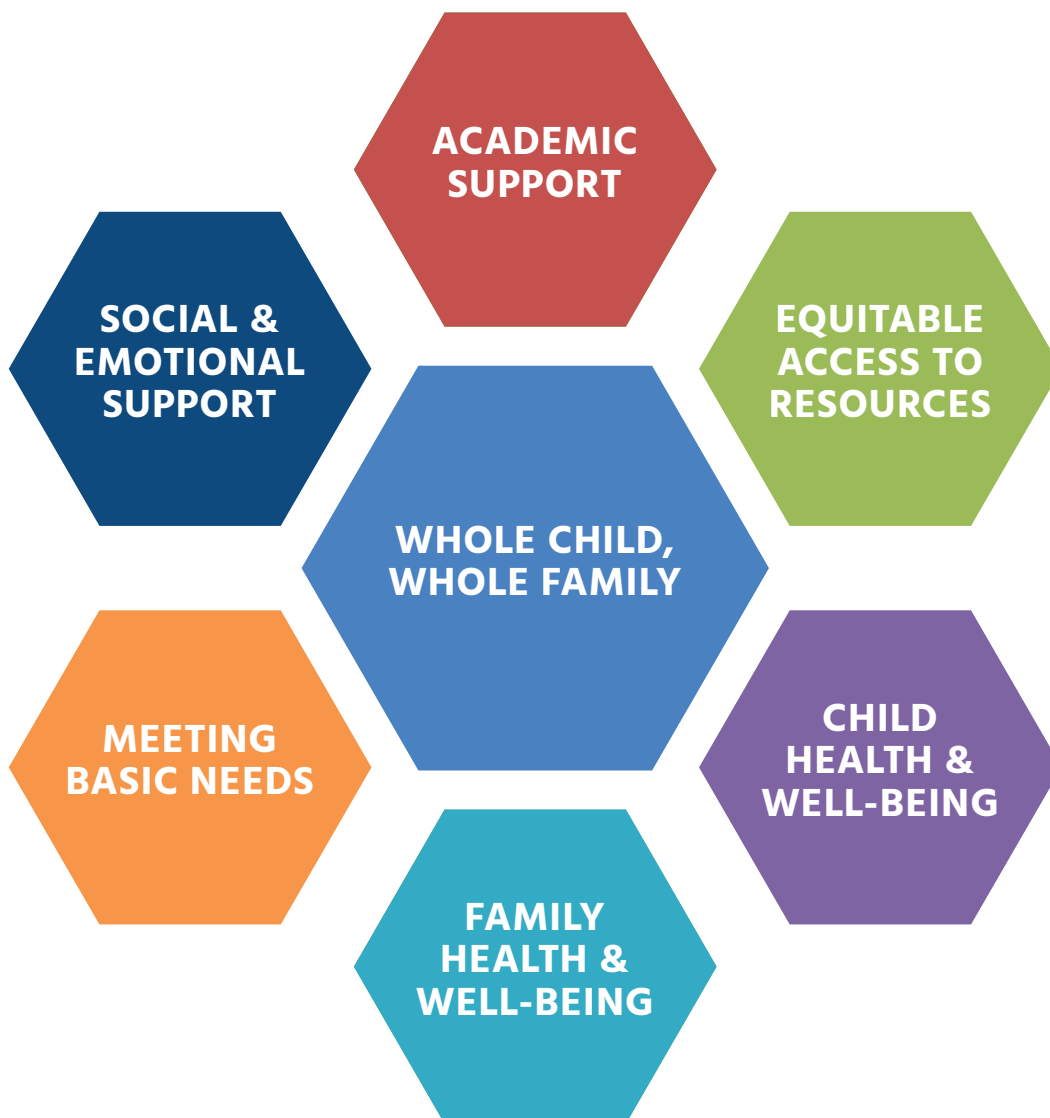 ACADEMIC
SUPPORT
SOCIAL &
EMOTIONAL
SUPPORT
EQUITABLE
ACCESS TO
RESOURCES
WHOLE CHILD,
WHOLE FAMILY
MEETING
BASIC NEEDS
CHILD
HEALTH &
WELL-BEING
FAMILY
HEALTH &
WELL-BEING